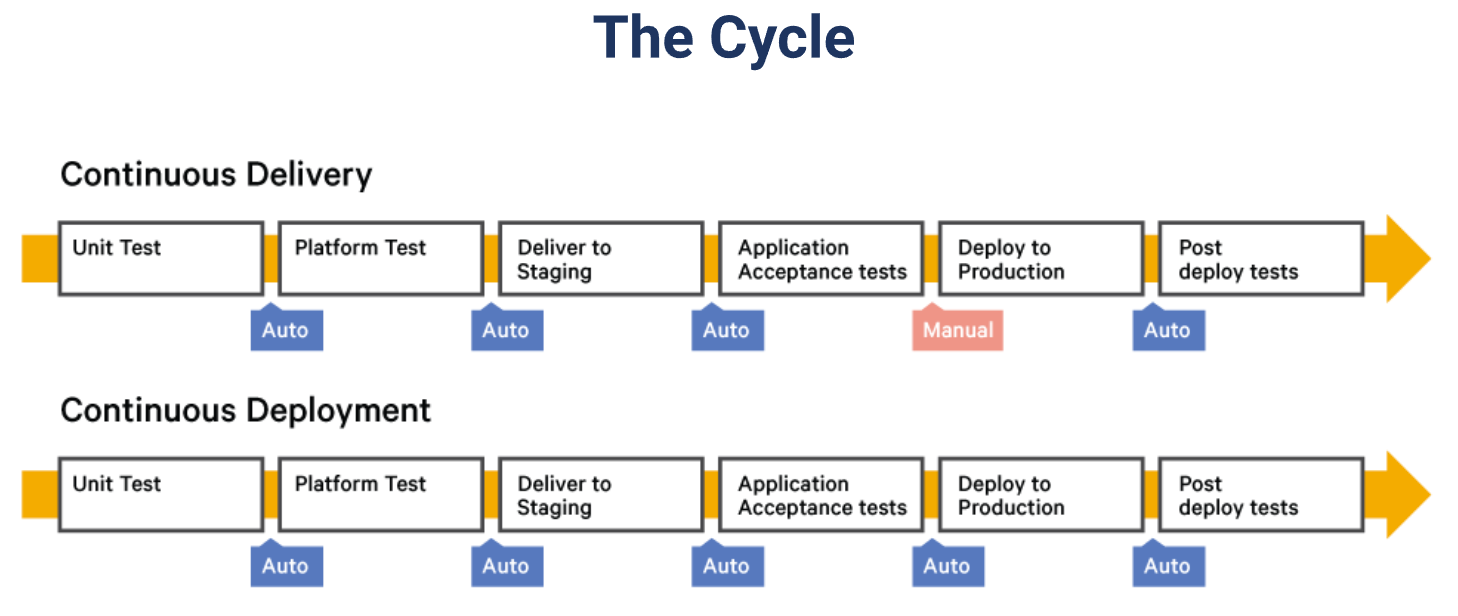 The Cycle
Continuous Delivery
Unit Test
Platform Test
Deliver to
Staging
Application
Acceptance tests
Deploy to
Production
Post
deploy tests
Auto
Auto
Auto
Manual
Auto
Continuous Deployment
Unit Test
Platform Test
Deliver to
Staging
Application
Acceptance tests
Deploy to
Production
Post
deploy tests
Auto
Auto
Auto
Auto
Auto